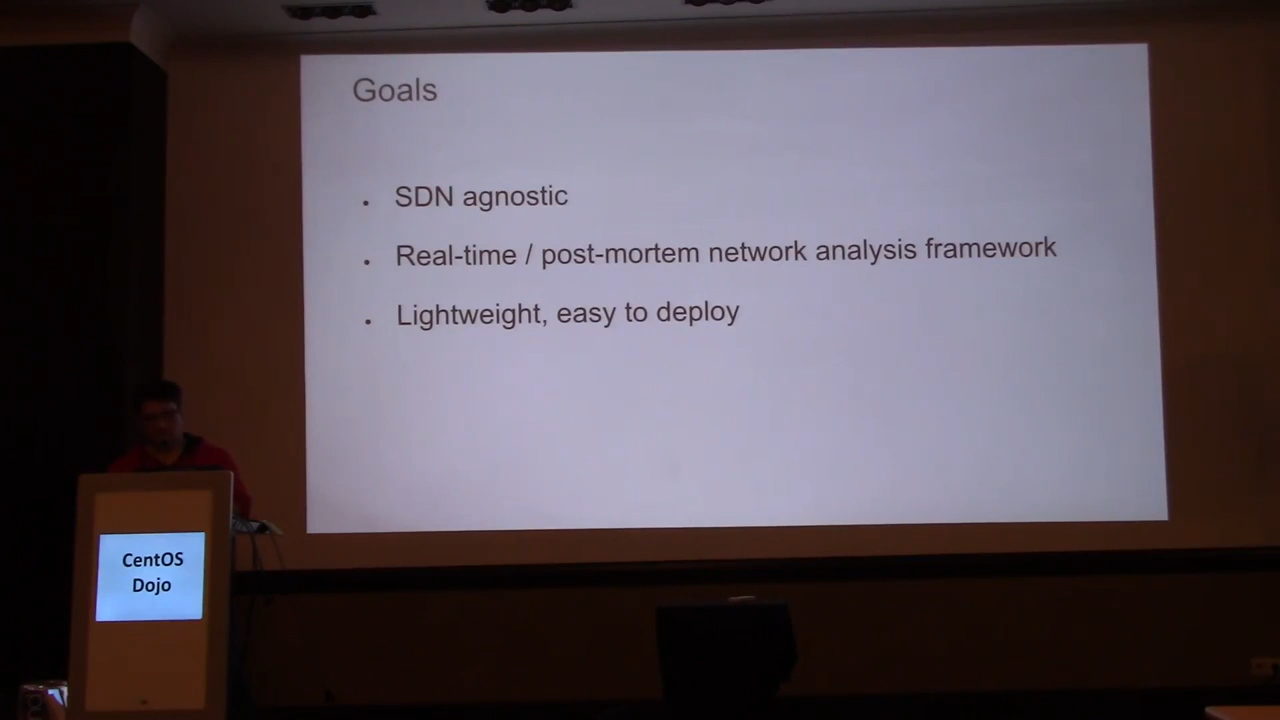 Goals
SDN agnostic
Real-time / post-mortem network analysis framework
Lightweight, easy to deploy
CentOS
Dojo